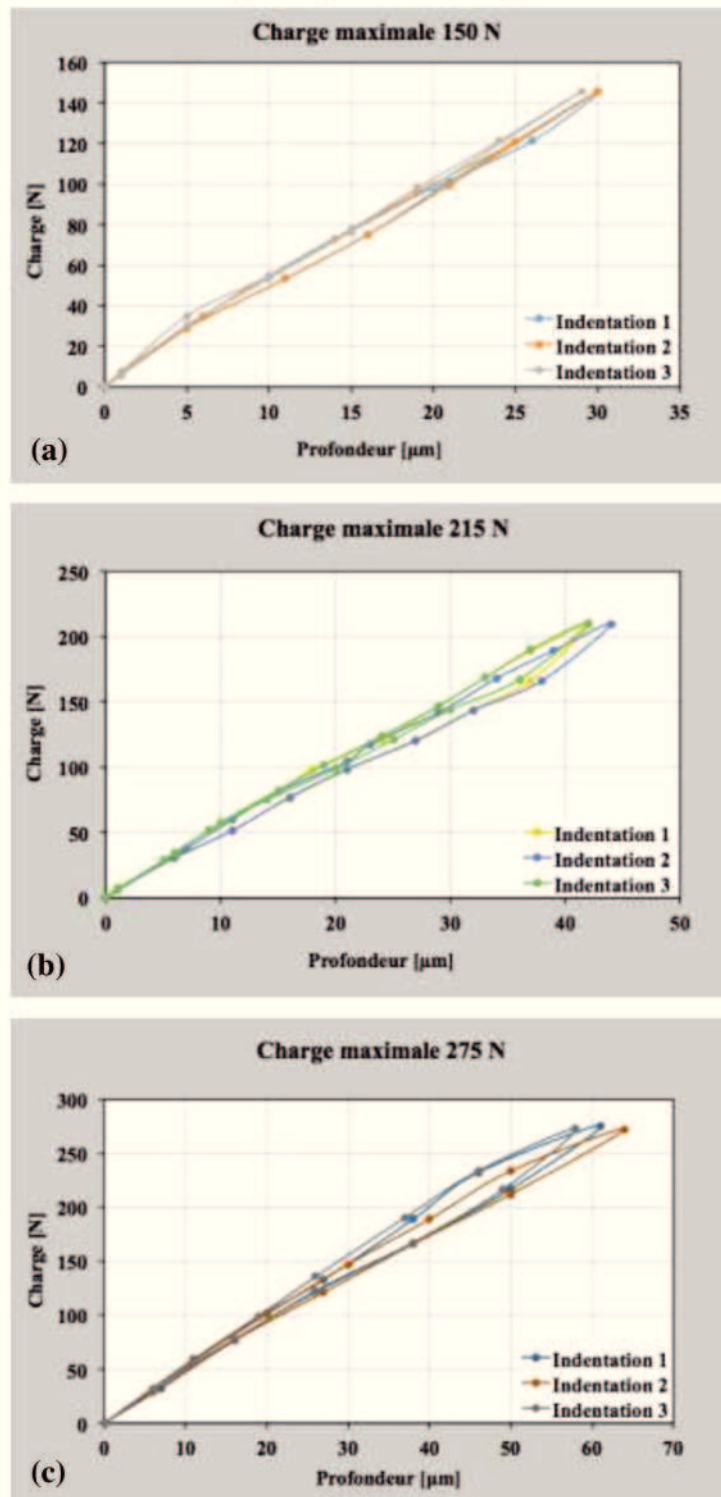 Charge maximale 150 N
160
140
120
100
80
60
40
20
0
Charge [N]
Indentation 1
Indentation 2
Indentation 3
0 5 10 15 20 25 30 35
(a)
Profondeur [µm]
Charge maximale 215 N
250
200
150
100
50
0
Charge [N]
Indentation 1
Indentation 2
Indentation 3
0 10 20 30 40 50
(b)
Profondeur [µm]
Charge maximale 275 N
300
250
200
150
100
50
0
Charge [N]
Indentation 1
Indentation 2
Indentation 3
0 10 20 30 40 50 60 70
(c)
Profondeur [µm]